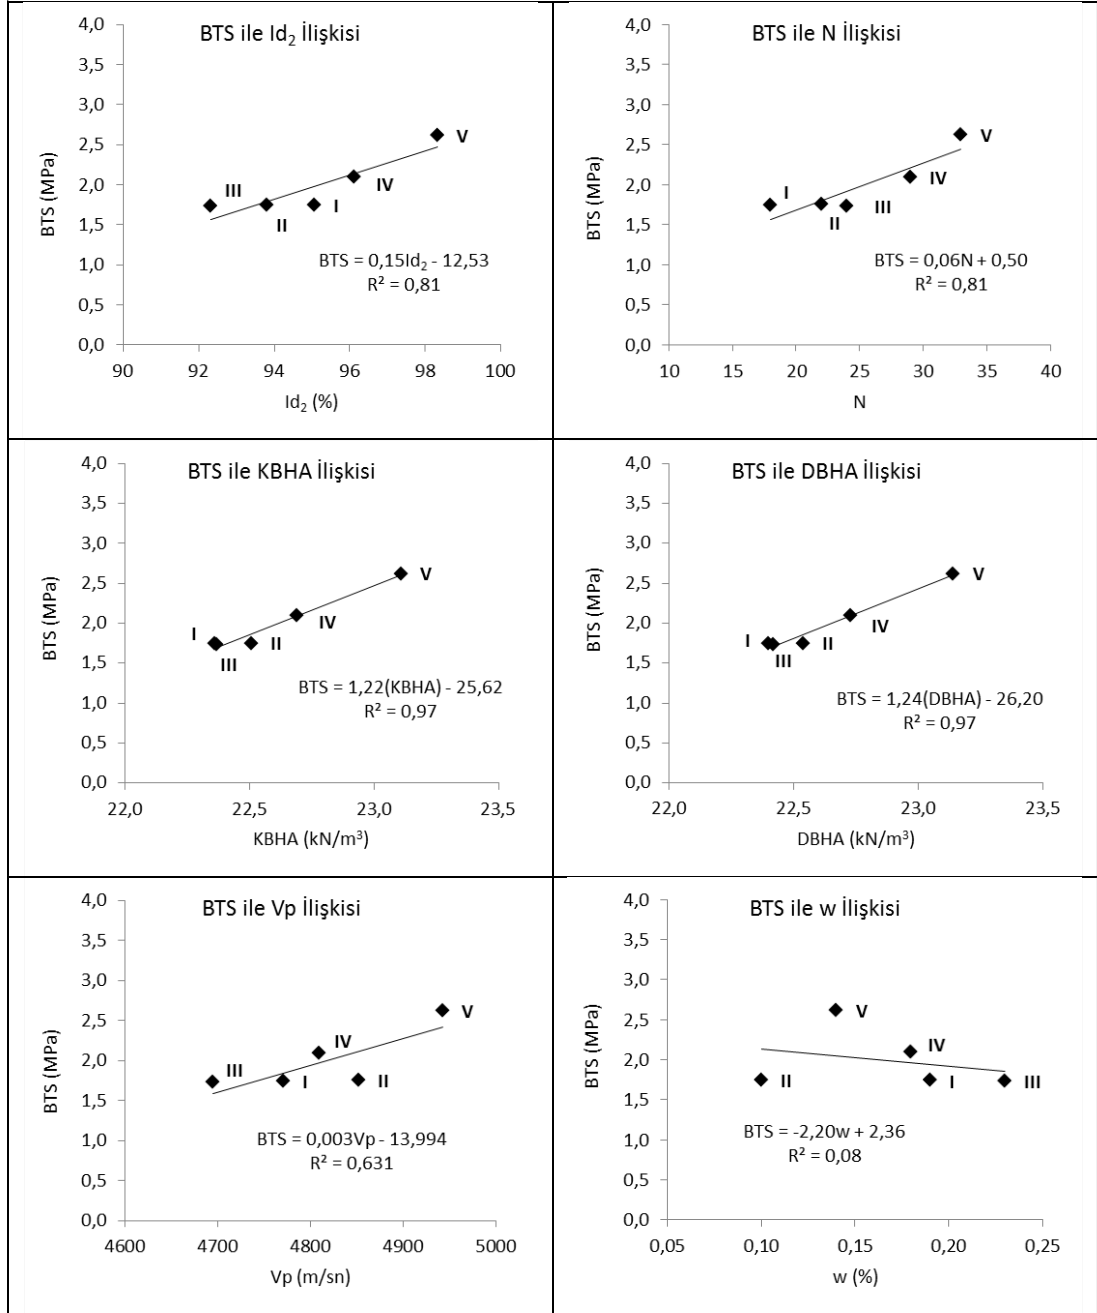 BTS ile Id₂ İlişkisi
BTS (MPa)
4,0
3,5
3,0
2,5
2,0
1,5
1,0
0,5
0,0
V
IV
III
I
II
BTS = 0,15Id₂ - 12,53
R² = 0,81
90 92 94 96 98 100
Id₂ (%)
BTS ile N İlişkisi
BTS (MPa)
4,0
3,5
3,0
2,5
2,0
1,5
1,0
0,5
0,0
V
IV
I
III
II
BTS = 0,06N + 0,50
R² = 0,81
10 15 20 25 30 35 40
N
BTS ile KBHA İlişkisi
BTS (MPa)
4,0
3,5
3,0
2,5
2,0
1,5
1,0
0,5
0,0
V
IV
I
II
III
BTS = 1,22(KBHA) - 25,62
R² = 0,97
22,0 22,5 23,0 23,5
KBHA (kN/m³)
BTS ile DBHA İlişkisi
BTS (MPa)
4,0
3,5
3,0
2,5
2,0
1,5
1,0
0,5
0,0
V
IV
I
II
III
BTS = 1,24(DBHA) - 26,20
R² = 0,97
22,0 22,5 23,0 23,5
DBHA (kN/m³)
BTS ile Vp İlişkisi
BTS (MPa)
4,0
3,5
3,0
2,5
2,0
1,5
1,0
0,5
0,0
V
IV
III
I
II
BTS = 0,003Vp - 13,994
R² = 0,631
4600 4700 4800 4900 5000
Vp (m/sn)
BTS ile w İlişkisi
BTS (MPa)
4,0
3,5
3,0
2,5
2,0
1,5
1,0
0,5
0,0
V
IV
II
I
III
BTS = -2,20w + 2,36
R² = 0,08
0,05 0,10 0,15 0,20 0,25
w (%)